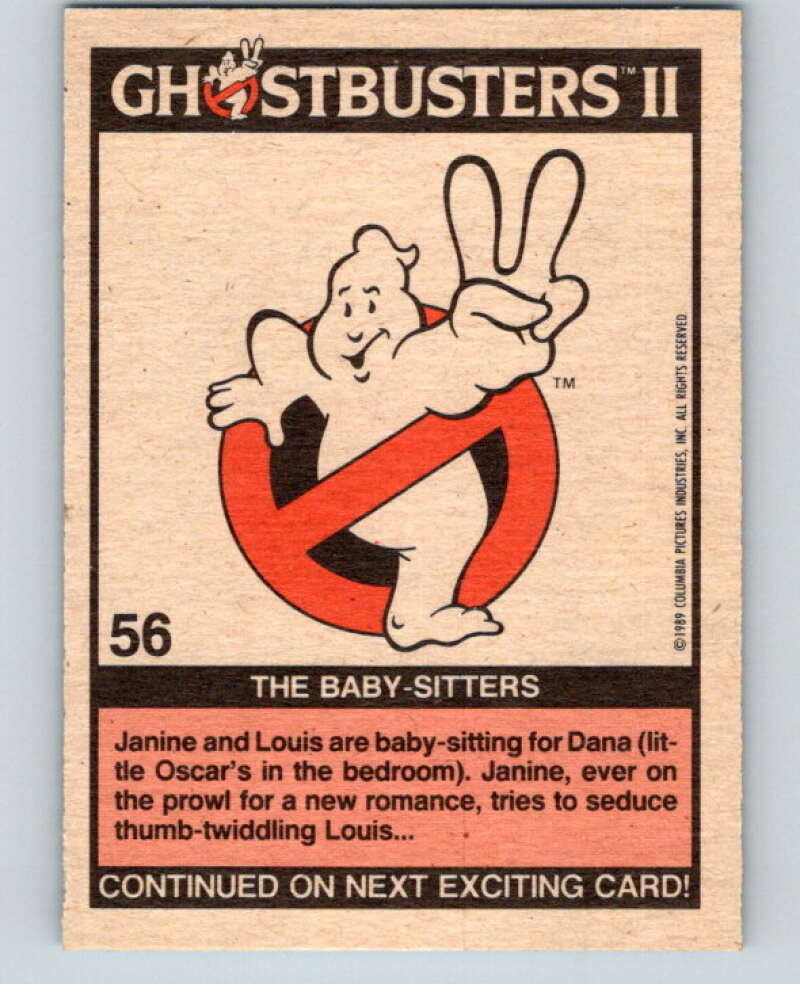 GHOSTBUSTERS™ II
TM
©1989 COLUMBIA PICTURES INDUSTRIES, INC. ALL RIGHTS RESERVED
56
THE BABY-SITTERS
Janine and Louis are baby-sitting for Dana (lit-
tle Oscar's in the bedroom). Janine, ever on
the prowl for a new romance, tries to seduce
thumb-twiddling Louis...
CONTINUED ON NEXT EXCITING CARD!